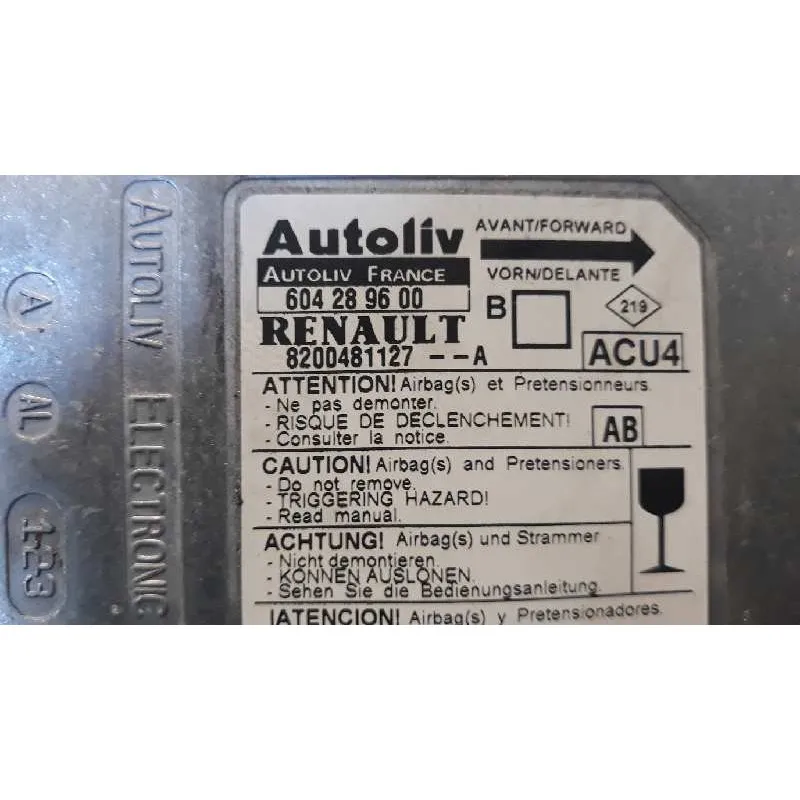 Autoliv
AUTOLIV FRANCE
604 28 96 00
RENAULT
8200481127 --A
AVANT/FORWARD
VORN/DELANTE
B
219
ACU4
ATTENTION! Airbag(s) et Pretensionneurs.
- Ne pas demonter.
- RISQUE DE DECLENCHEMENT!
- Consulter la notice.
AB
CAUTION! Airbag(s) and Pretensioners.
- Do not remove.
- TRIGGERING HAZARD!
- Read manual.
ACHTUNG! Airbag(s) und Strammer
- Nicht demontieren.
- KONNEN AUSLONEN.
- Sehen Sie die Bedienungsanleitung.
¡ATENCION! Airbag(s) y Pretensionadores.
AUTOLIV ELECTRONIC
A
AL
1-23